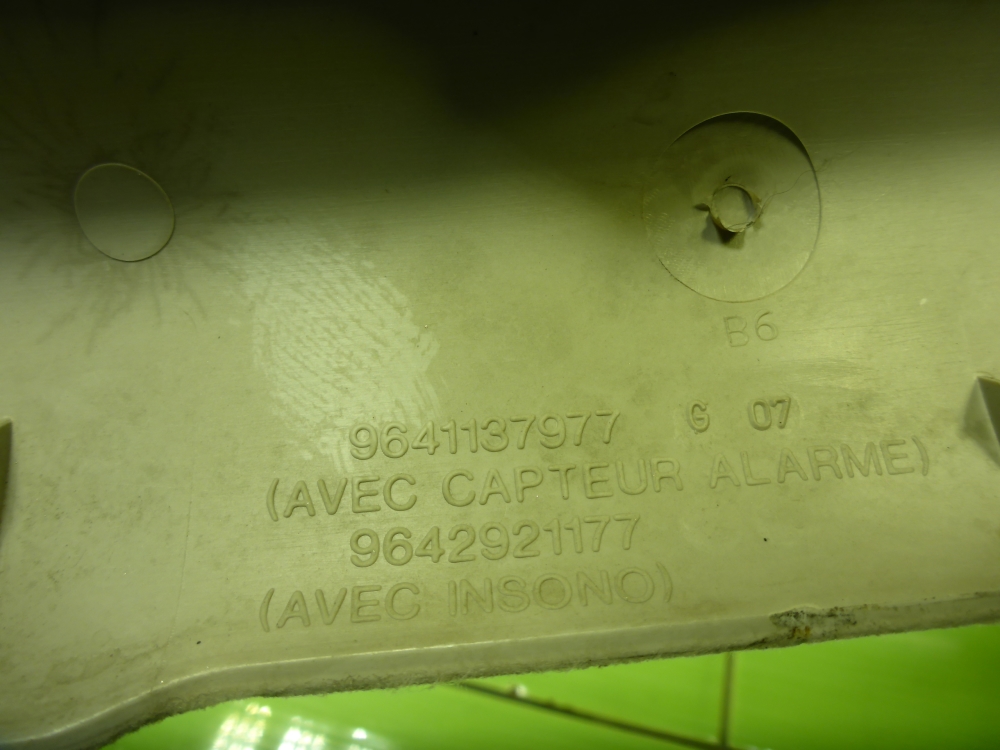 B6
9641137977 G 07
(AVEC CAPTEUR ALARME)
9642921177
(AVEC INSONO)